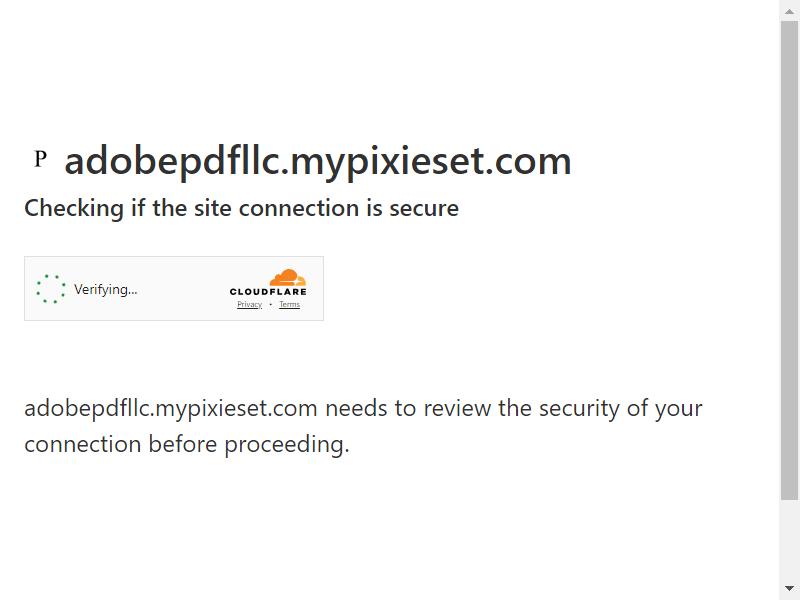 P adobepdfllc.mypixieset.com
Checking if the site connection is secure
Verifying...
CLOUDFLARE
Privacy • Terms
adobepdfllc.mypixieset.com needs to review the security of your
connection before proceeding.